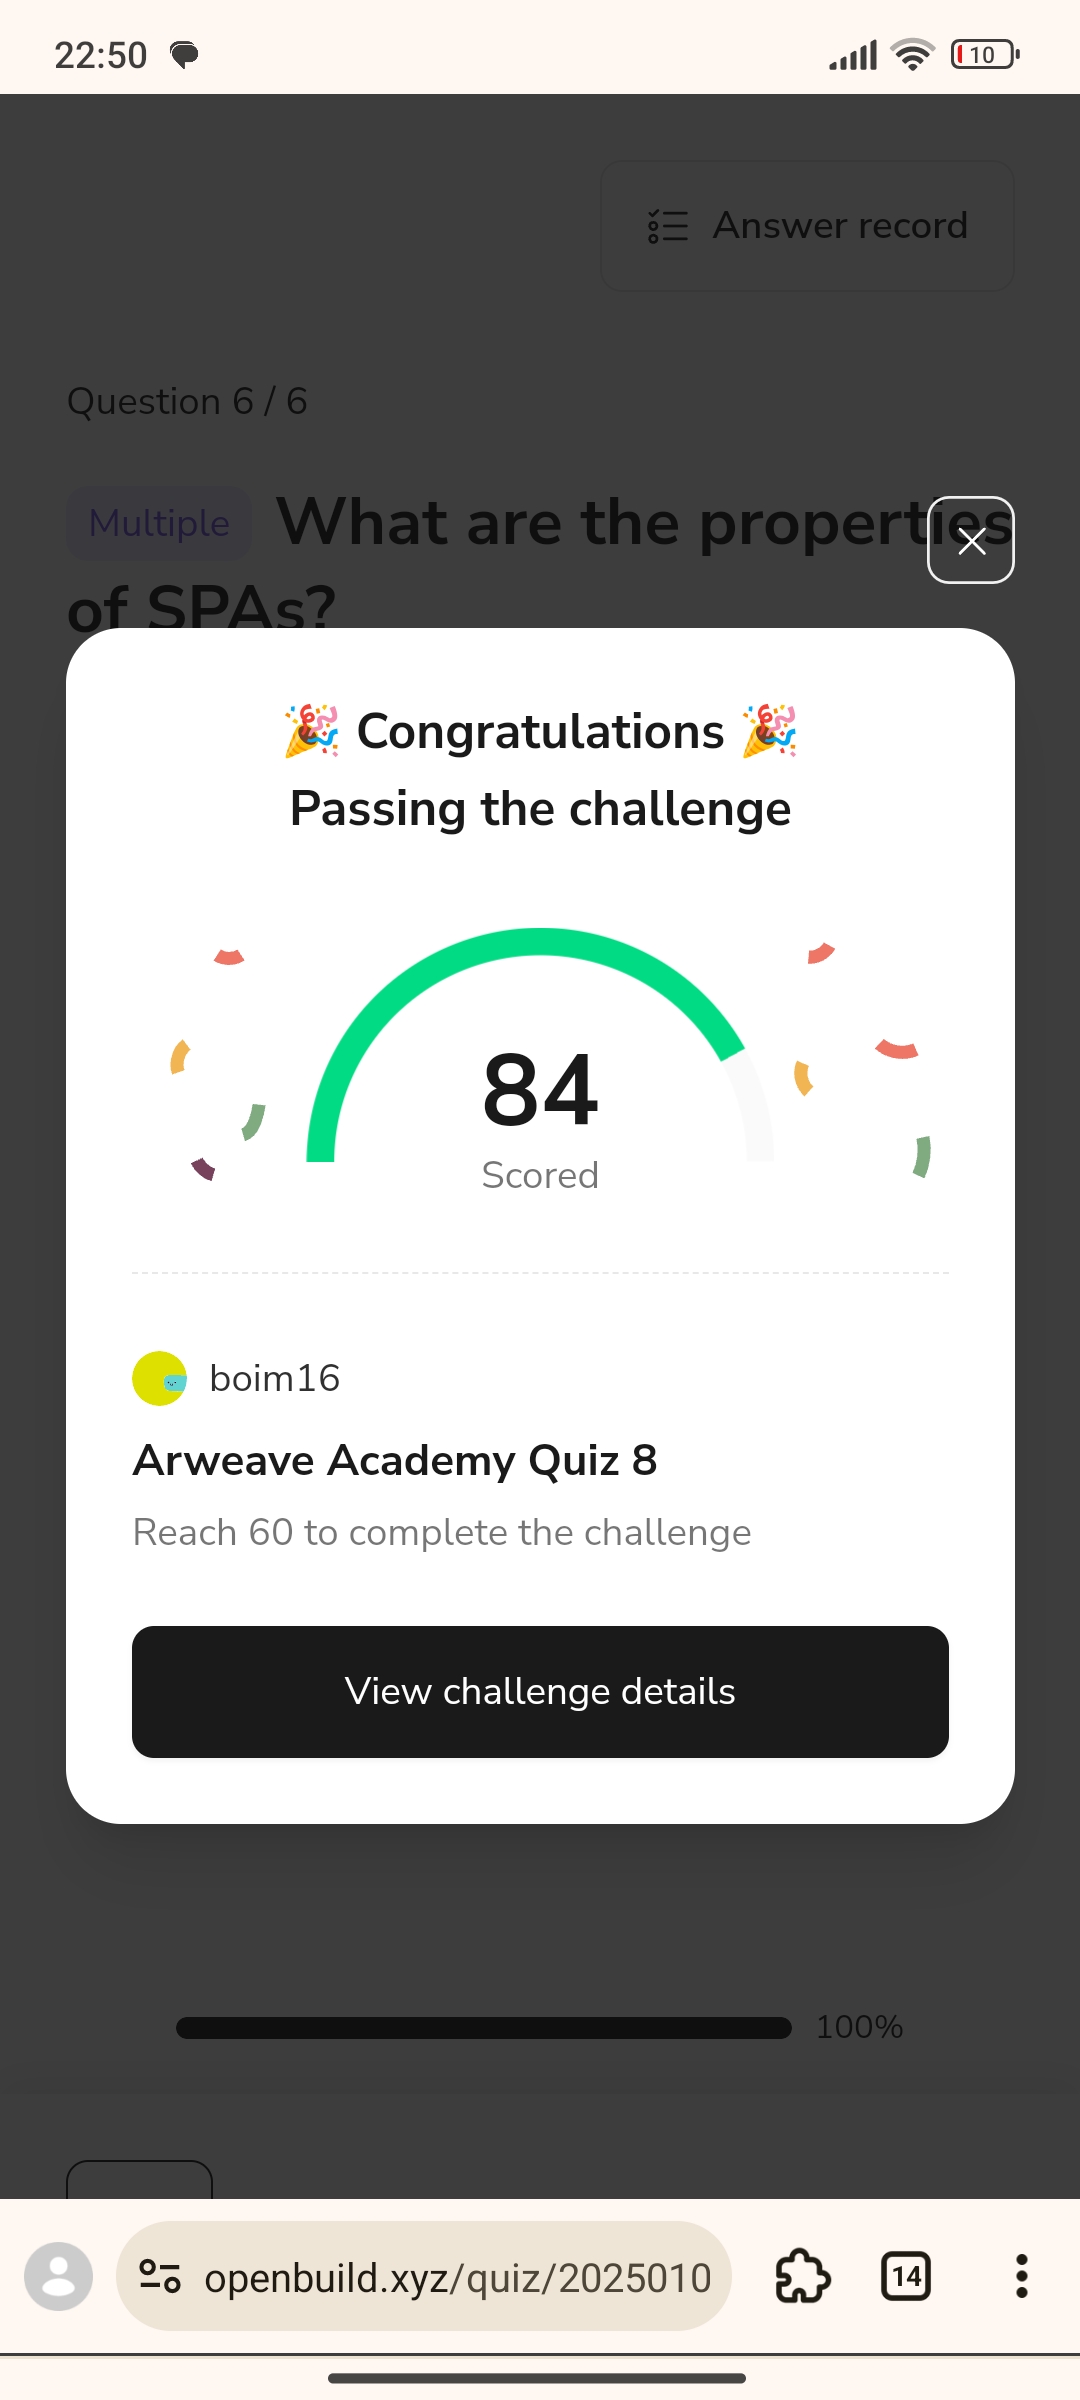 22:50
10
Answer record
Question 6 / 6
Multiple What are the properties
of SPAs?
🎉 Congratulations 🎉
Passing the challenge
84
Scored
boim16
Arweave Academy Quiz 8
Reach 60 to complete the challenge
View challenge details
100%
openbuild.xyz/quiz/2025010
14